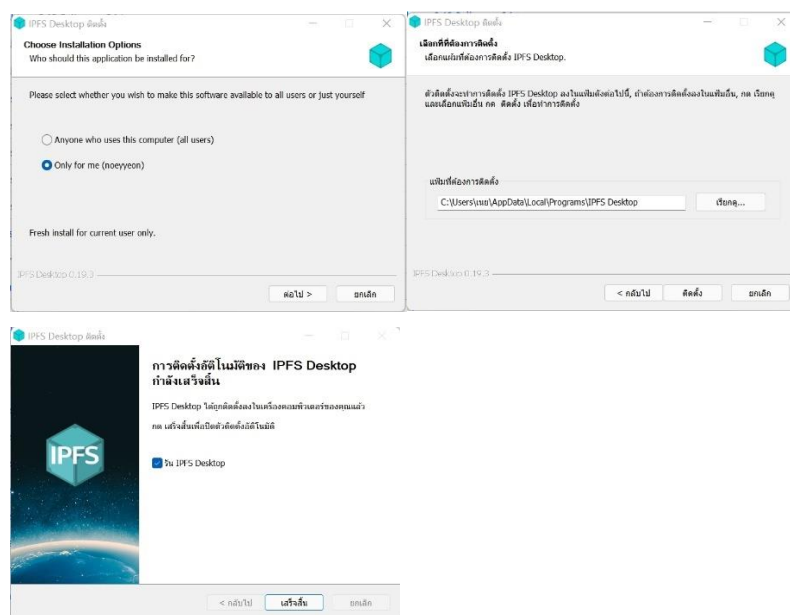 IPFS Desktop ติดตั้ง
Choose Installation Options
Who should this application be installed for?
Please select whether you wish to make this software available to all users or just yourself
Anyone who uses this computer (all users)
Only for me (noeyyeon)
Fresh install for current user only.
IPFS Desktop 0.19.3
ต่อไป >
ยกเลิก
IPFS Desktop ติดตั้ง
เลือกที่ที่ต้องการติดตั้ง
เลือกแผ้มที่ต้องการติดตั้ง IPFS Desktop.
ตัวติดตั้งจะทำการติดตั้ง IPFS Desktop ลงในแฟ้มดังต่อไปนี้, ถ้าต้องการติดตั้งลงในแฟ้มอื่น, กด เรียกดู
และเลือกแฟ้มอื่น กด ติดตั้ง เพื่อทำการติดตั้ง
แฟ้มที่ต้องการติดตั้ง
C:\Users\เนย\AppData\Local\Programs\IPFS Desktop
เรียกดู...
IPFS Desktop 0.19.3
< กลับไป
ติดตั้ง
ยกเลิก
IPFS Desktop ติดตั้ง
IPFS
การติดตั้งอัติโนมัติของ IPFS Desktop
กำลังเสร็จสิ้น
IPFS Desktop ได้ถูกติดตั้งลงในเครื่องคอมพิวเตอร์ของคุณแล้ว
กด เสร็จสิ้นเพื่อปิดตัวติดตั้งอัติโนมัติ
รัน IPFS Desktop
< กลับไป
เสร็จสิ้น
ยกเลิก